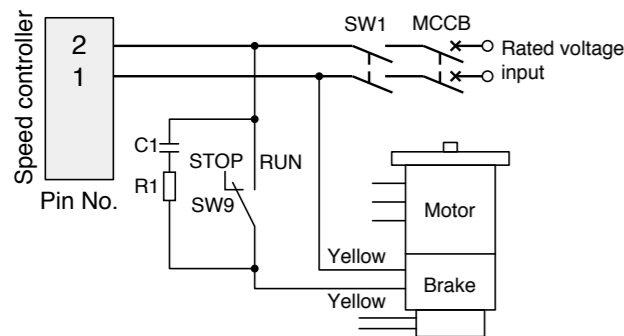 SW1
MCCB
Rated voltage
input
Speed controller
2
1
Pin No.
C1
R1
STOP
RUN
SW9
Motor
Yellow
Brake
Yellow